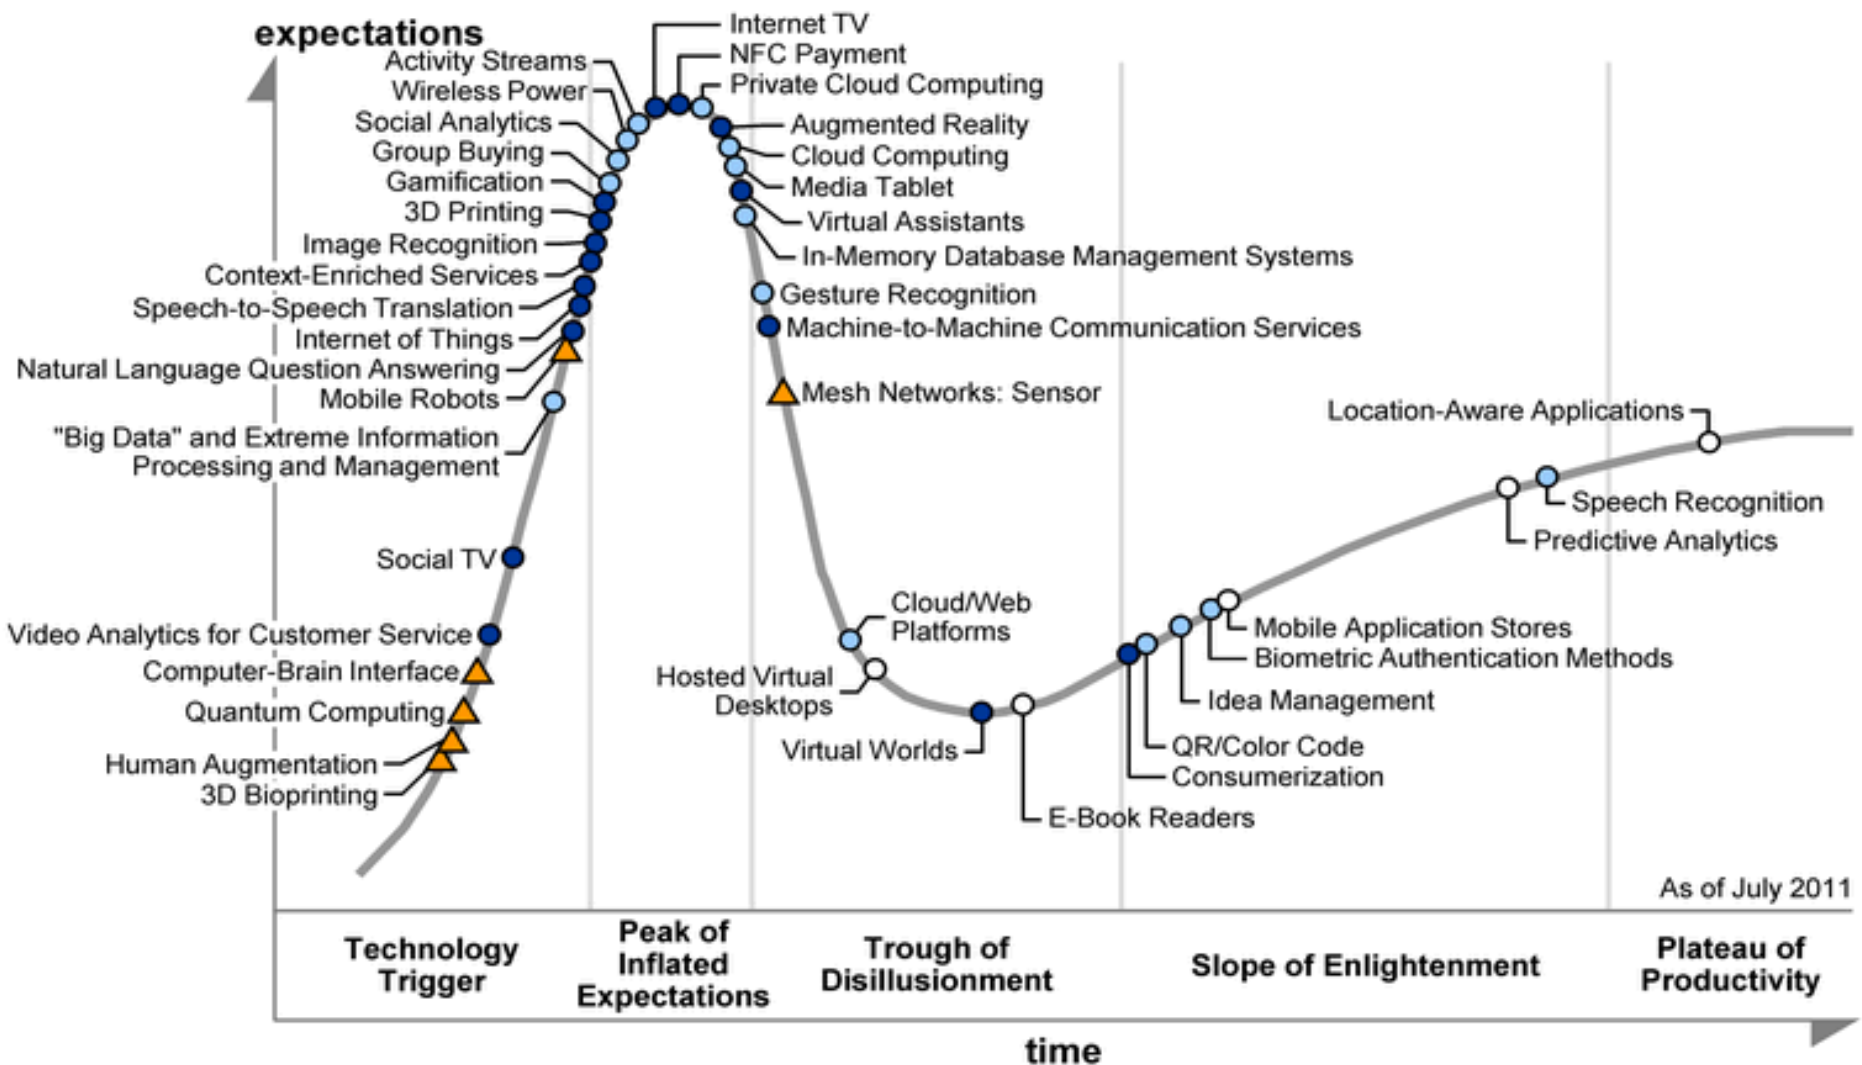 expectations
Activity Streams
Wireless Power
Social Analytics
Group Buying
Gamification
3D Printing
Image Recognition
Context-Enriched Services
Speech-to-Speech Translation
Internet of Things
Natural Language Question Answering
Mobile Robots
"Big Data" and Extreme Information
Processing and Management
Social TV
Video Analytics for Customer Service
Computer-Brain Interface
Quantum Computing
Human Augmentation
3D Bioprinting
Internet TV
NFC Payment
Private Cloud Computing
Augmented Reality
Cloud Computing
Media Tablet
Virtual Assistants
In-Memory Database Management Systems
Gesture Recognition
Machine-to-Machine Communication Services
Mesh Networks: Sensor
Cloud/Web
Platforms
Hosted Virtual
Desktops
Virtual Worlds
E-Book Readers
Location-Aware Applications
Speech Recognition
Predictive Analytics
Mobile Application Stores
Biometric Authentication Methods
Idea Management
QR/Color Code
Consumerization
As of July 2011
Technology
Trigger
Peak of
Inflated
Expectations
Trough of
Disillusionment
Slope of Enlightenment
Plateau of
Productivity
time